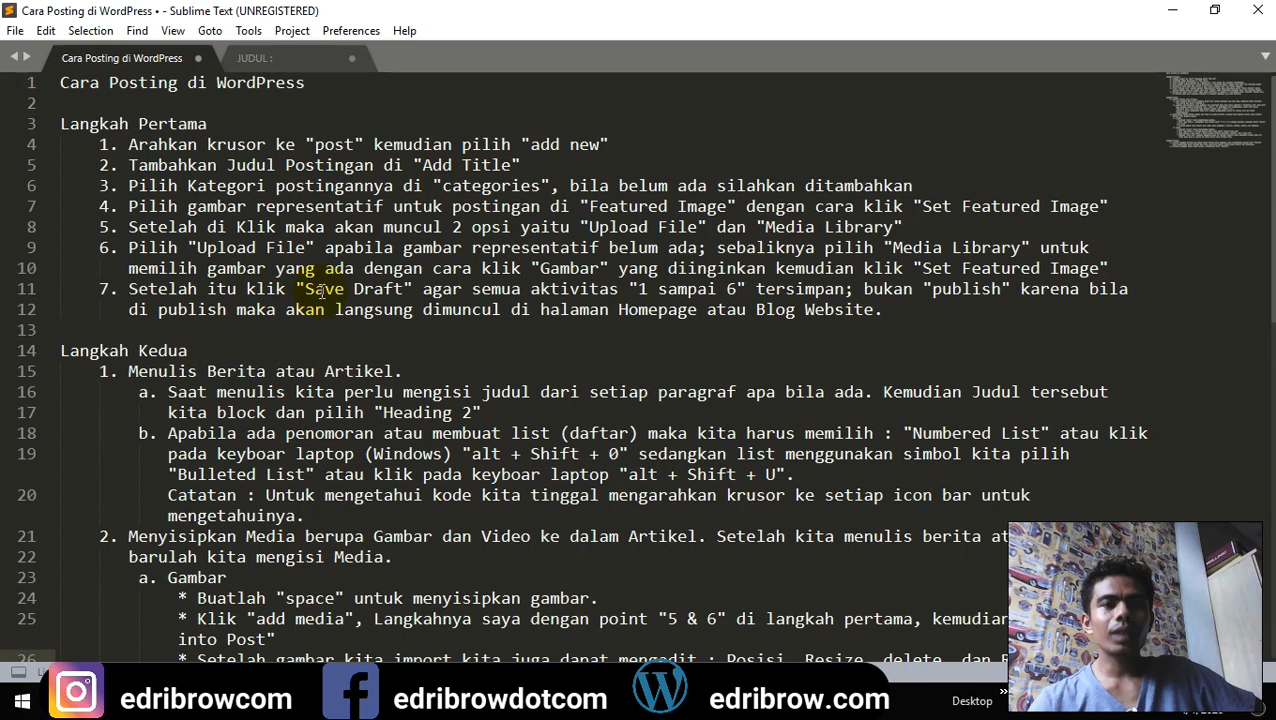 Cara Posting di WordPress • - Sublime Text (UNREGISTERED)
File Edit Selection Find View Goto Tools Project Preferences Help
Cara Posting di WordPress JUDUL :
1 Cara Posting di WordPress
2
3 Langkah Pertama
4 1. Arahkan krusor ke "post" kemudian pilih "add new"
5 2. Tambahkan Judul Postingan di "Add Title"
6 3. Pilih Kategori postingannya di "categories", bila belum ada silahkan ditambahkan
7 4. Pilih gambar representatif untuk postingan di "Featured Image" dengan cara klik "Set Featured Image"
8 5. Setelah di Klik maka akan muncul 2 opsi yaitu "Upload File" dan "Media Library"
9 6. Pilih "Upload File" apabila gambar representatif belum ada; sebaliknya pilih "Media Library" untuk
10 memilih gambar yang ada dengan cara klik "Gambar" yang diinginkan kemudian klik "Set Featured Image"
11 7. Setelah itu klik "Save Draft" agar semua aktivitas "1 sampai 6" tersimpan; bukan "publish" karena bila
12 di publish maka akan langsung dimuncul di halaman Homepage atau Blog Website.
13
14 Langkah Kedua
15 1. Menulis Berita atau Artikel.
16 a. Saat menulis kita perlu mengisi judul dari setiap paragraf apa bila ada. Kemudian Judul tersebut
17 kita block dan pilih "Heading 2"
18 b. Apabila ada penomoran atau membuat list (daftar) maka kita harus memilih : "Numbered List" atau klik
19 pada keyboar laptop (Windows) "alt + Shift + 0" sedangkan list menggunakan simbol kita pilih
"Bulleted List" atau klik pada keyboar laptop "alt + Shift + U".
20 Catatan : Untuk mengetahui kode kita tinggal mengarahkan krusor ke setiap icon bar untuk
mengetahuinya.
21 2. Menyisipkan Media berupa Gambar dan Video ke dalam Artikel. Setelah kita menulis berita at
22 barulah kita mengisi Media.
23 a. Gambar
24 * Buatlah "space" untuk menyisipkan gambar.
25 * Klik "add media", Langkahnya saya dengan point "5 & 6" di langkah pertama, kemudian
into Post"
26 * Setelah gambar kita import kita juga dapat mengedit : Posisi, Resize, delete, dan
edribrowcom edribrowdotcom edribrow.com
Desktop